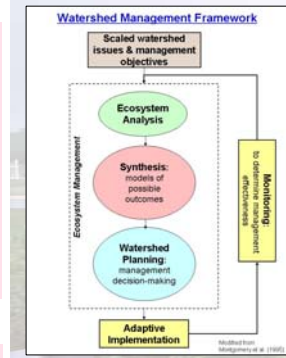 Watershed Management Framework
Scaled watershed
issues & management
objectives
Ecosystem
Analysis
Synthesis:
models of
possible
outcomes
Watershed
Planning:
management
decision-making
Ecosystem Management
Monitoring:
to determine management
effectiveness
Adaptive
Implementation
Modified from
Montgomery et al. (1995)